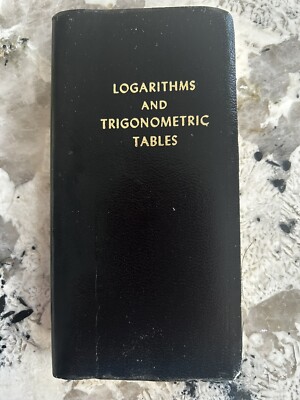 LOGARITHMS
AND
TRIGONOMETRIC
TABLES